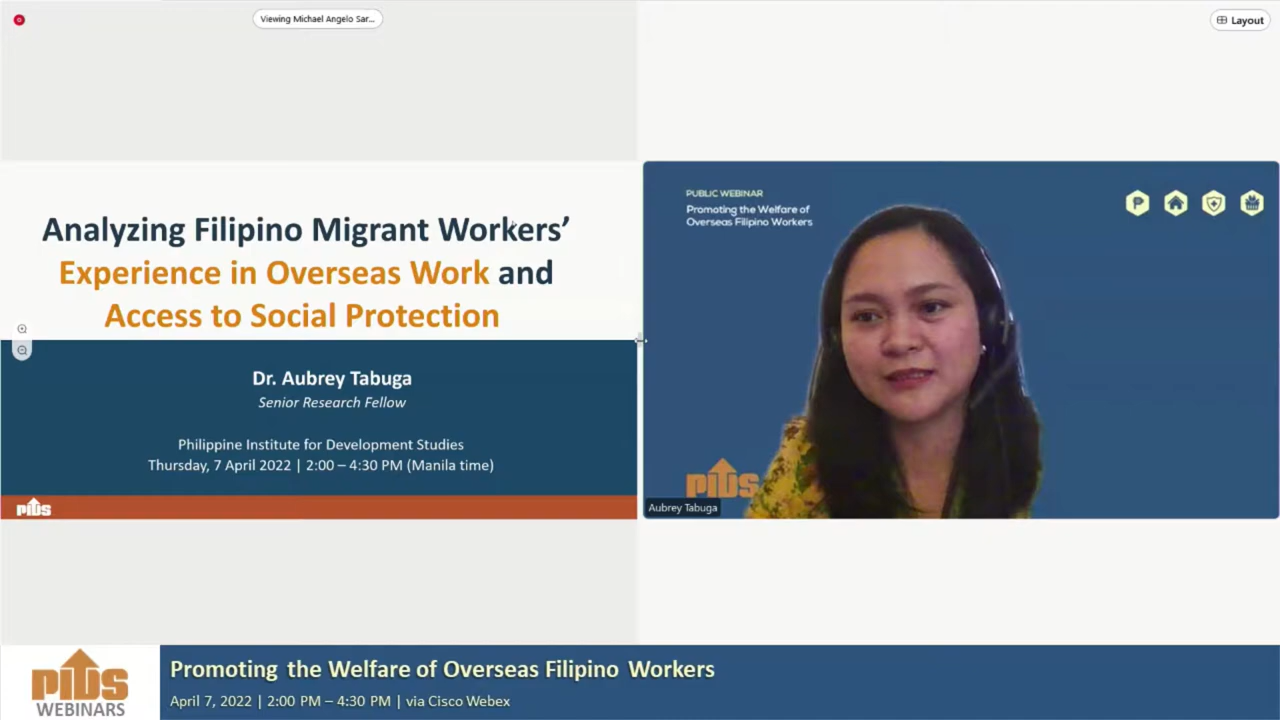 Viewing Michael Angelo Sar...
Layout
Analyzing Filipino Migrant Workers’
Experience in Overseas Work and
Access to Social Protection
Dr. Aubrey Tabuga
Senior Research Fellow
Philippine Institute for Development Studies
Thursday, 7 April 2022 | 2:00 – 4:30 PM (Manila time)
PIDS
PUBLIC WEBINAR
Promoting the Welfare of
Overseas Filipino Workers
P
PIDS
Aubrey Tabuga
PIDS
WEBINARS
Promoting the Welfare of Overseas Filipino Workers
April 7, 2022 | 2:00 PM – 4:30 PM | via Cisco Webex